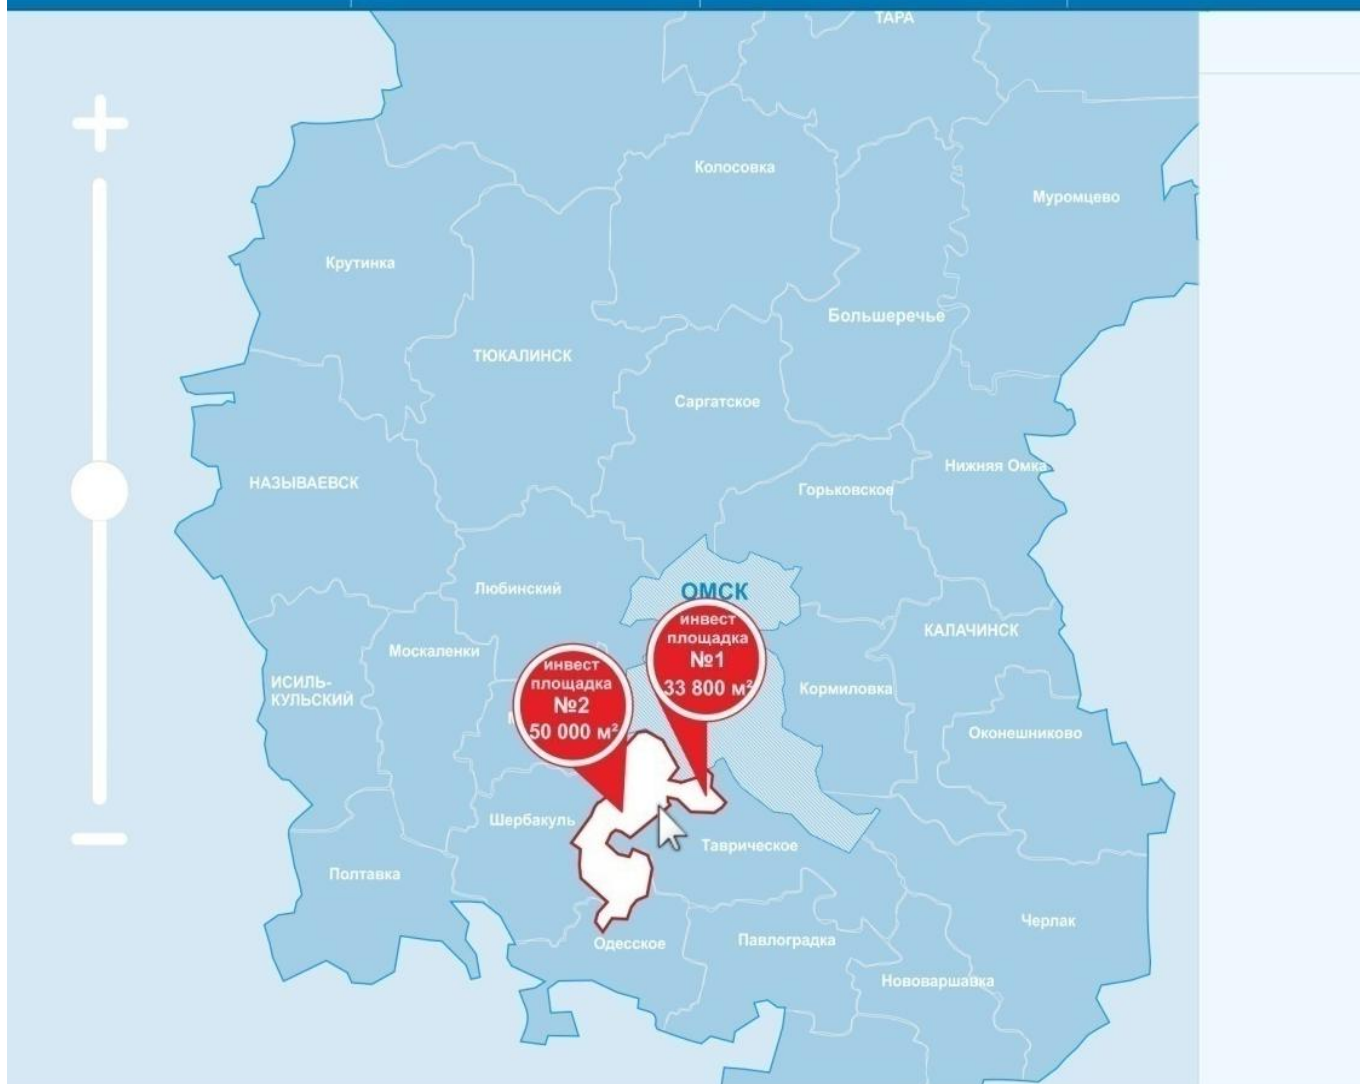 ТАРА
Колосовка
Муромцево
Крутинка
Большеречье
ТЮКАЛИНСК
Саргатское
Нижняя Омка
НАЗЫВАЕВСК
Горьковское
Любинский
ОМСК
инвест
площадка
№1
33 800 м²
КАЛАЧИНСК
Москаленки
инвест
площадка
№2
50 000 м²
ИСИЛЬ-
КУЛЬСКИЙ
Кормиловка
Оконешниково
Шербакуль
Таврическое
Полтавка
Черлак
Одесское
Павлоградка
Нововаршавка